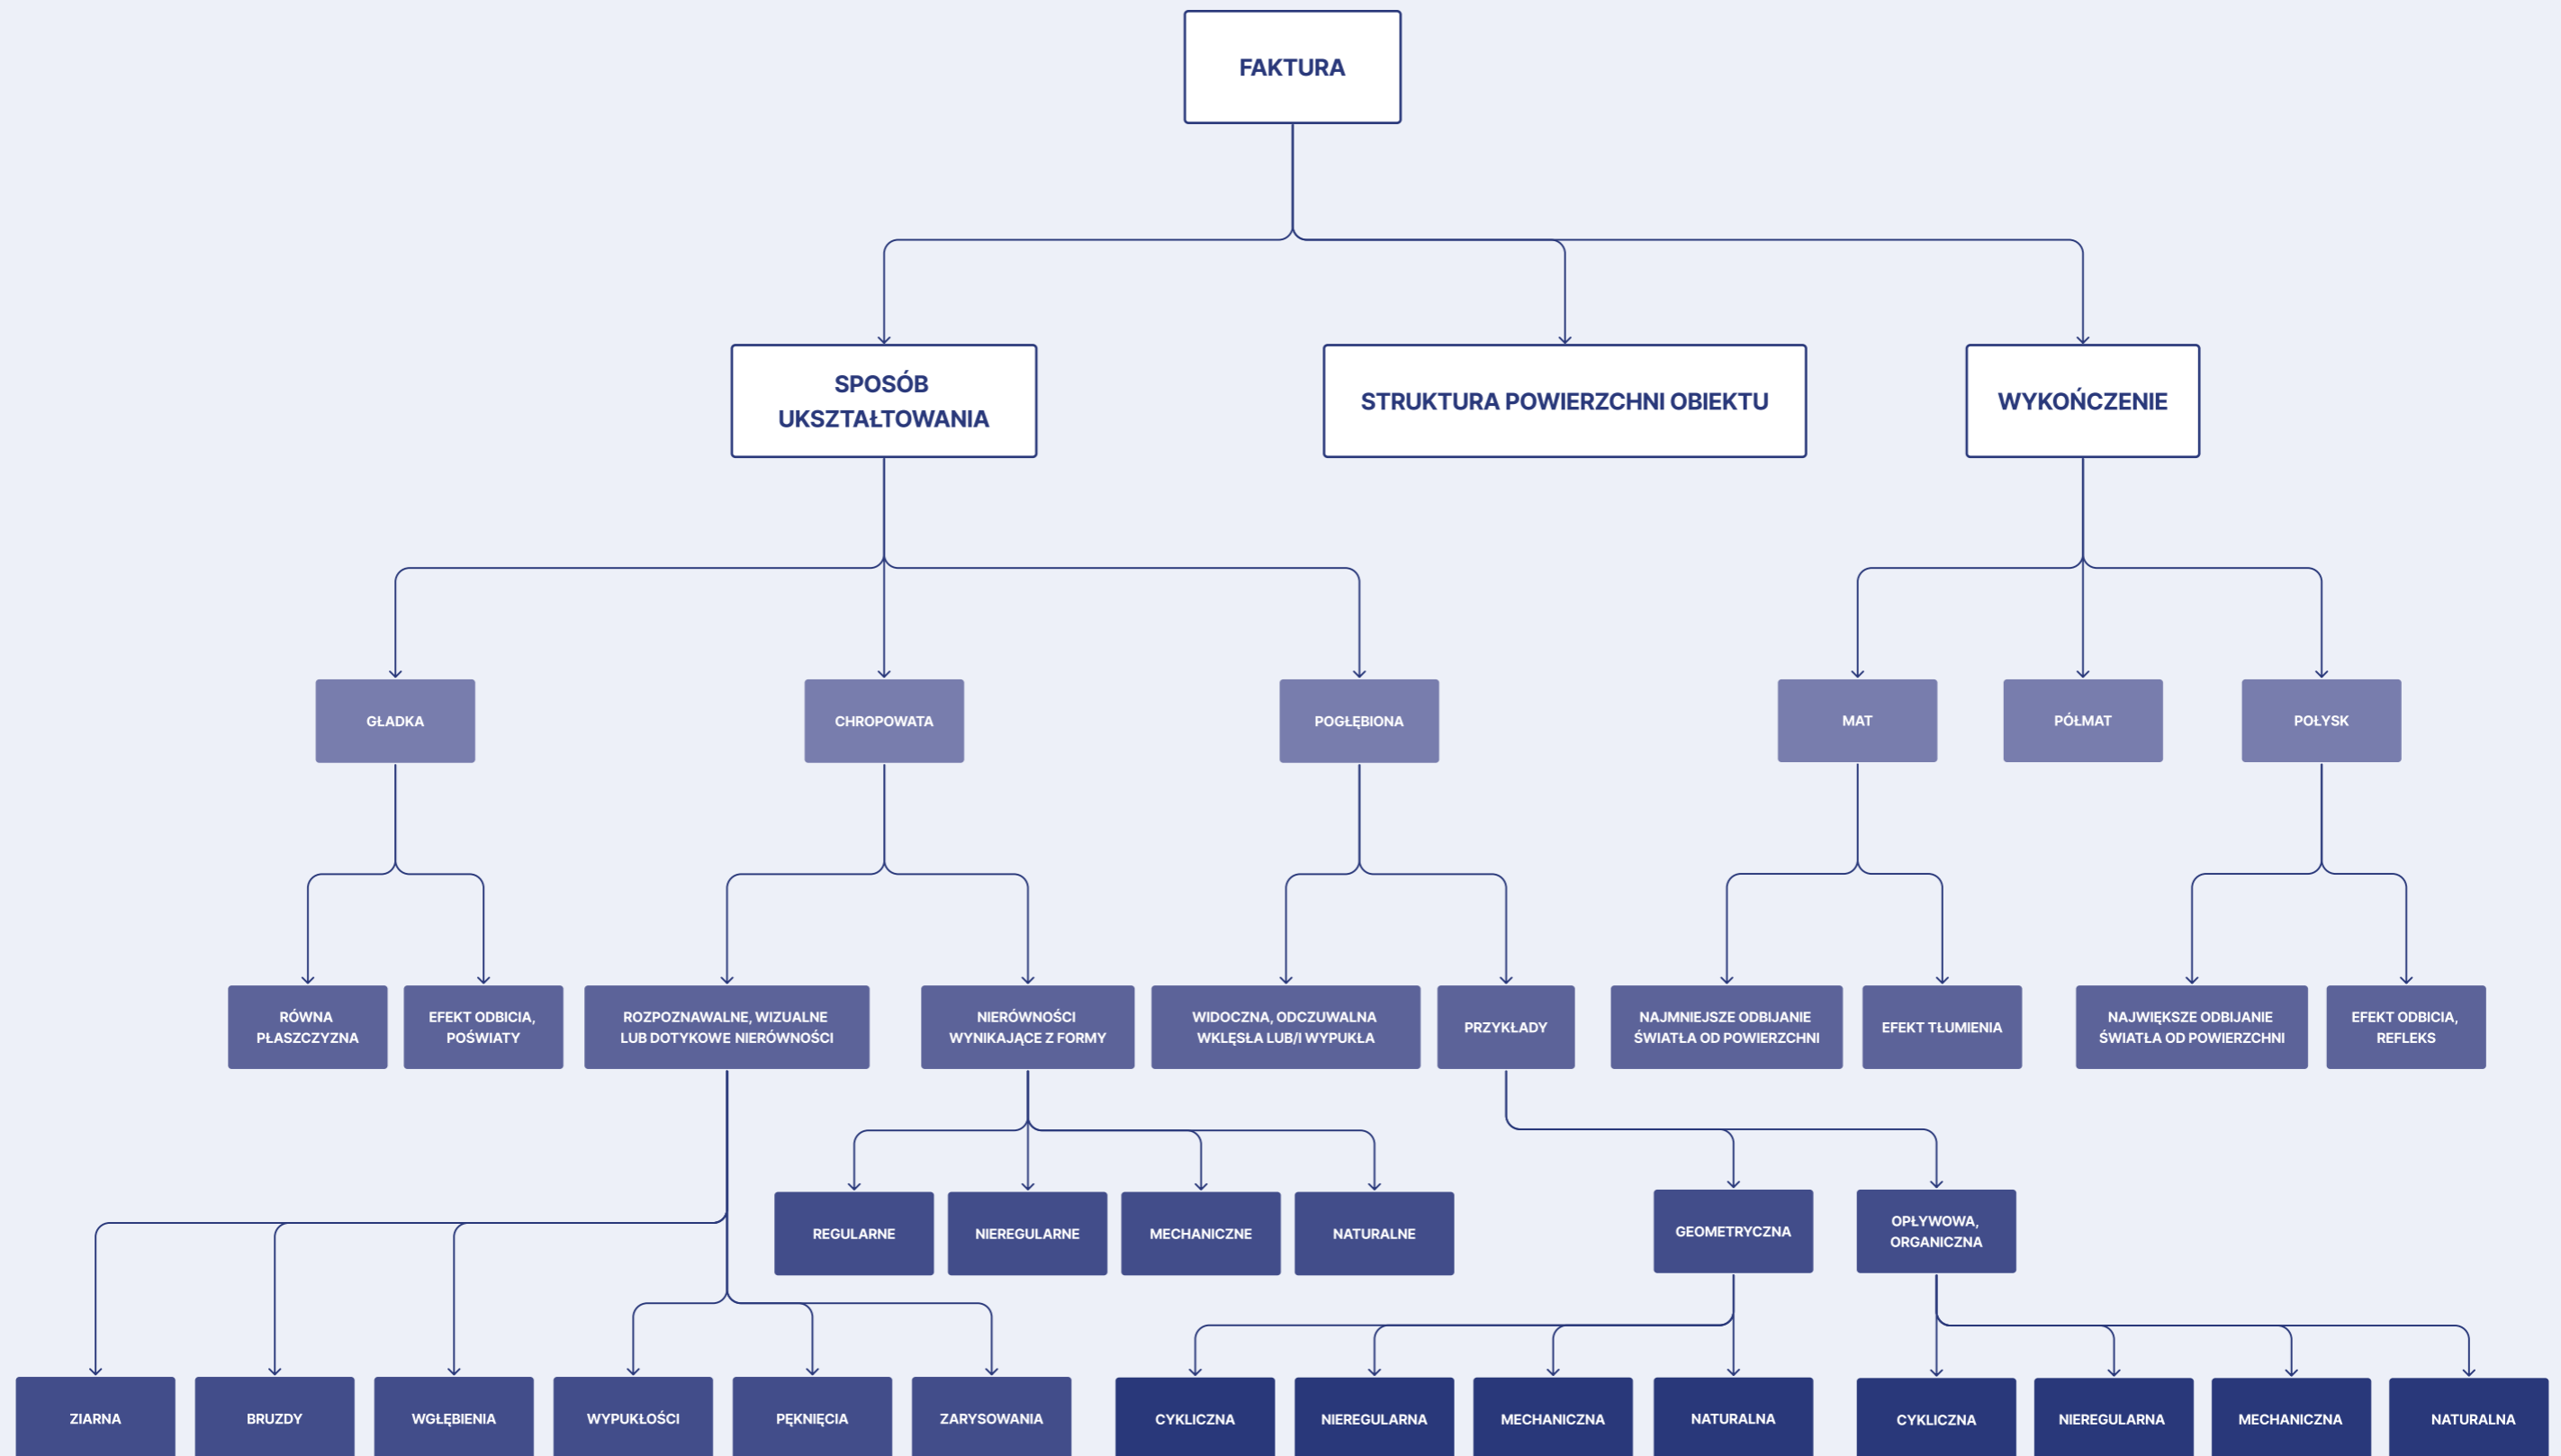 FAKTURA
SPOSÓB
UKSZTAŁTOWANIA
STRUKTURA POWIERZCHNI OBIEKTU
WYKOŃCZENIE
GŁADKA
CHROPOWATA
POGŁĘBIONA
MAT
PÓŁMAT
POŁYSK
RÓWNA
PŁASZCZYZNA
EFEKT ODBICIA,
POŚWIATY
ROZPOZNAWALNE, WIZUALNE
LUB DOTYKOWE NIERÓWNOŚCI
NIERÓWNOŚCI
WYNIKAJĄCE Z FORMY
WIDOCZNA, ODCZUWALNA
WKLĘSŁA LUB/I WYPUKŁA
PRZYKŁADY
NAJMNIEJSZE ODBIJANIE
ŚWIATŁA OD POWIERZCHNI
EFEKT TŁUMIENIA
NAJWIĘKSZE ODBIJANIE
ŚWIATŁA OD POWIERZCHNI
EFEKT ODBICIA,
REFLEKS
REGULARNE
NIEREGULARNE
MECHANICZNE
NATURALNE
GEOMETRYCZNA
OPŁYWOWA,
ORGANICZNA
ZIARNA
BRUZDY
WGŁĘBIENIA
WYPUKŁOŚCI
PĘKNIĘCIA
ZARYSOWANIA
CYKLICZNA
NIEREGULARNA
MECHANICZNA
NATURALNA
CYKLICZNA
NIEREGULARNA
MECHANICZNA
NATURALNA